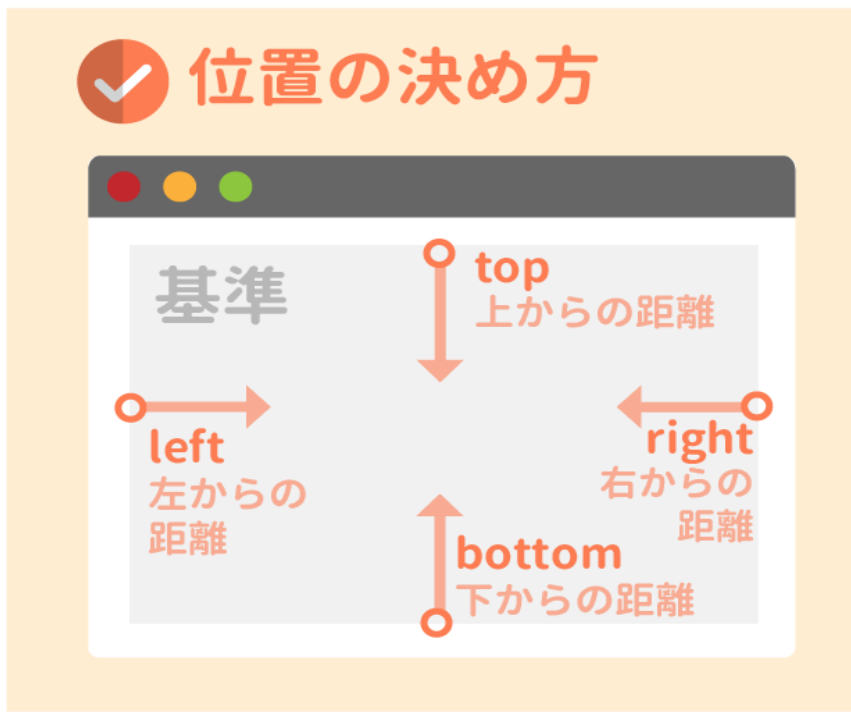 位置の決め方
基準
top
上からの距離
left
左からの
距離
right
右からの
距離
bottom
下からの距離